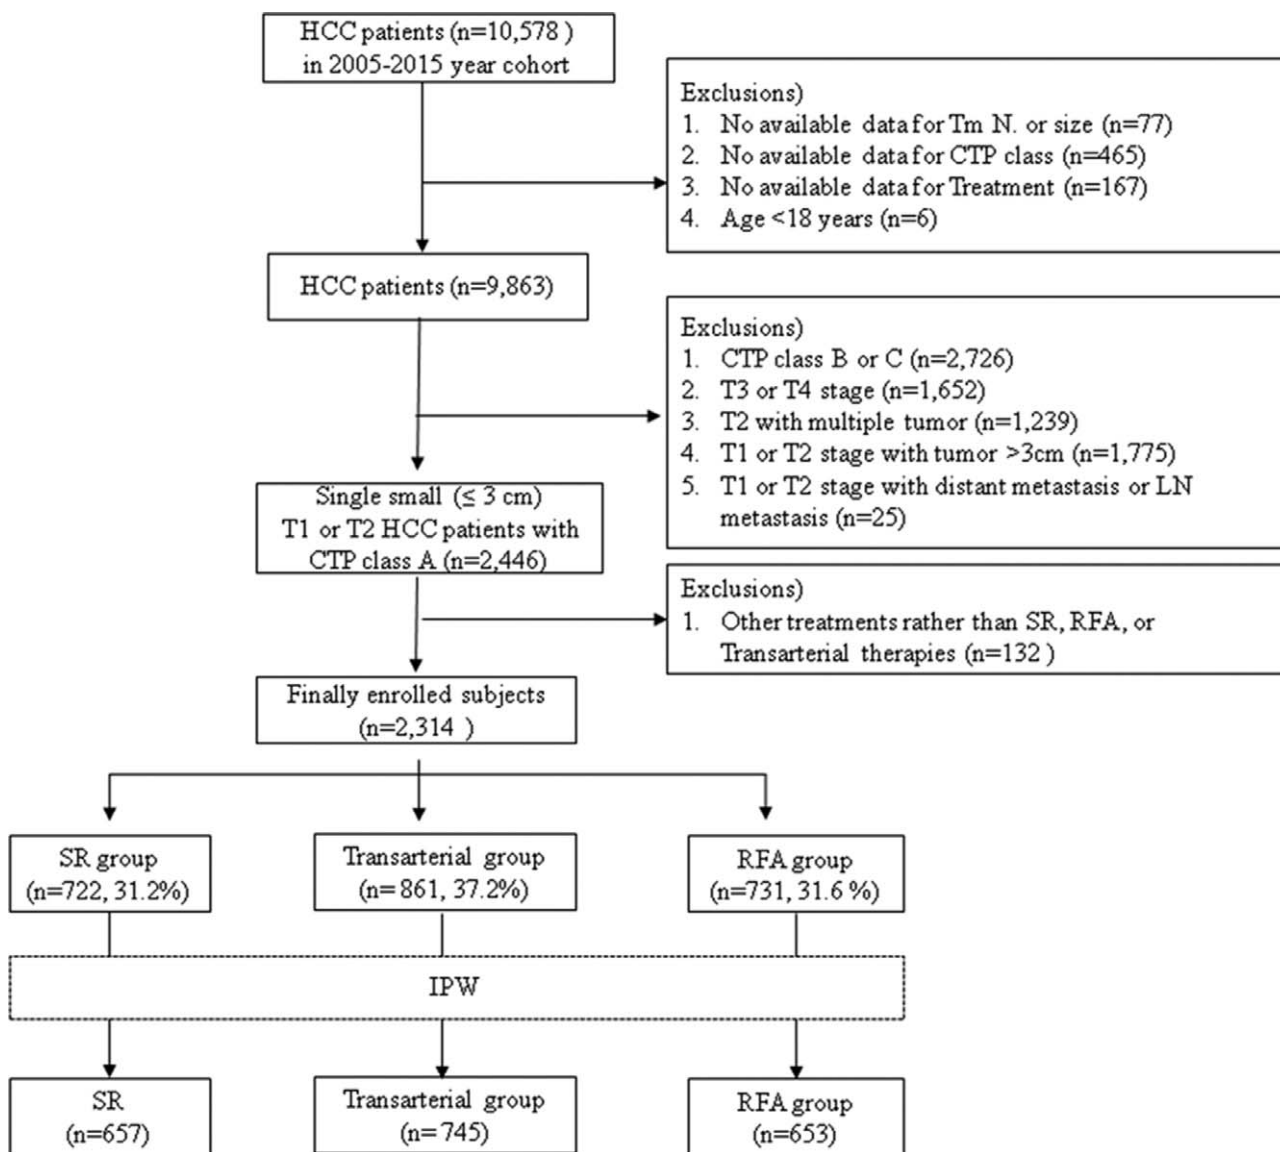 HCC patients (n=10,578 )
in 2005-2015 year cohort
Exclusions)
1. No available data for Tm N. or size (n=77)
2. No available data for CTP class (n=465)
3. No available data for Treatment (n=167)
4. Age <18 years (n=6)
HCC patients (n=9,863)
Exclusions)
1. CTP class B or C (n=2,726)
2. T3 or T4 stage (n=1,652)
3. T2 with multiple tumor (n=1,239)
4. T1 or T2 stage with tumor >3cm (n=1,775)
5. T1 or T2 stage with distant metastasis or LN
metastasis (n=25)
Single small (≤ 3 cm)
T1 or T2 HCC patients with
CTP class A (n=2,446)
Exclusions)
1. Other treatments rather than SR, RFA, or
Transarterial therapies (n=132 )
Finally enrolled subjects
(n=2,314 )
SR group
(n=722, 31.2%)
Transarterial group
(n= 861, 37.2%)
RFA group
(n=731, 31.6 %)
IPW
SR
(n=657)
Transarterial group
(n=745)
RFA group
(n=653)